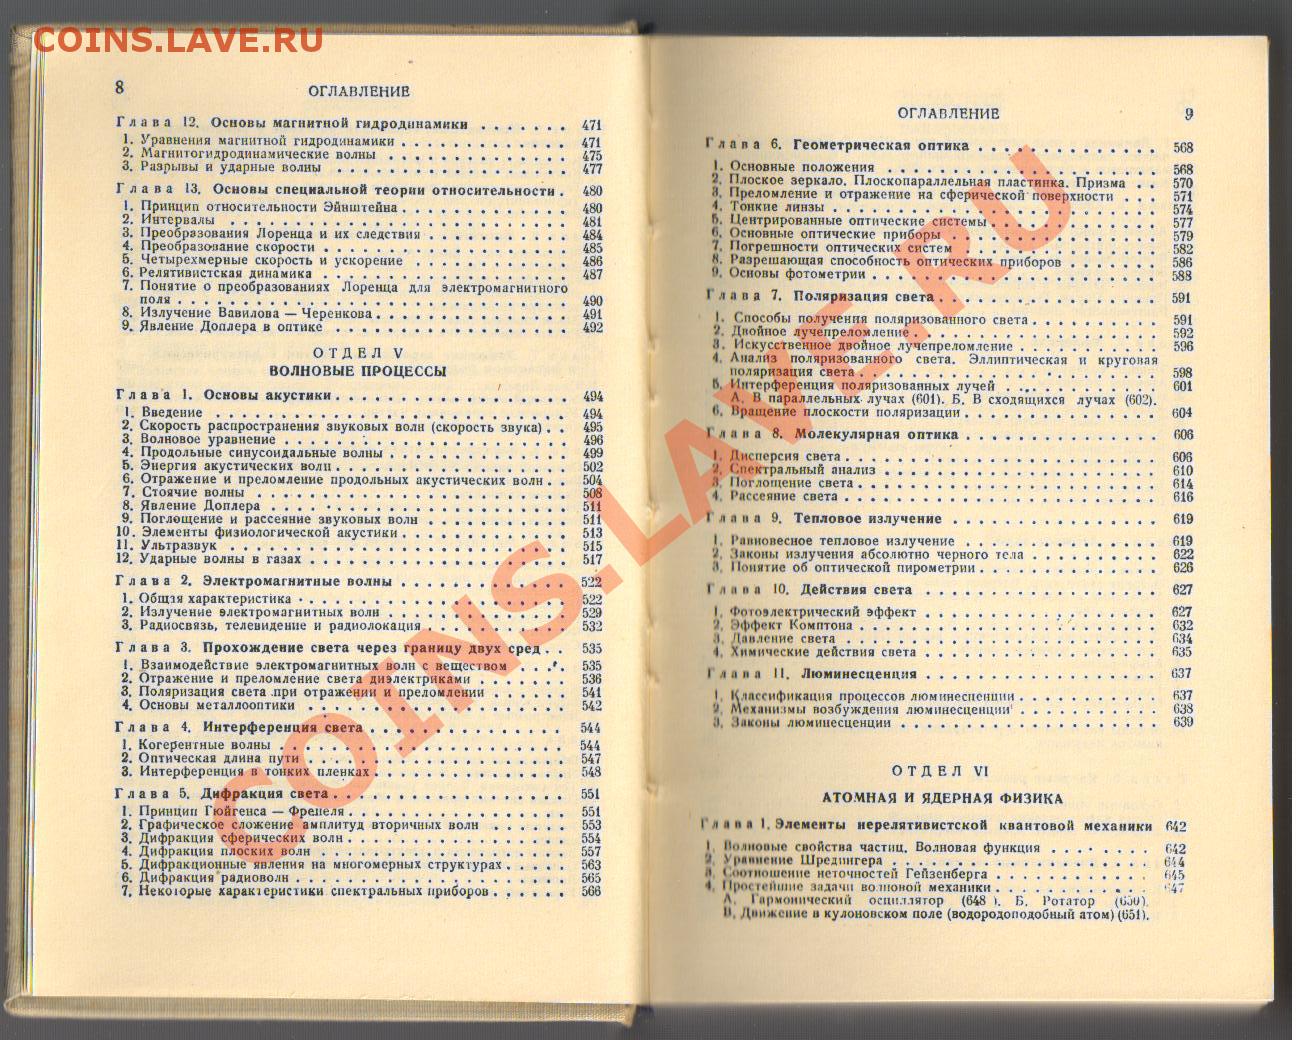 COINS.LAVE.RU
8
ОГЛАВЛЕНИЕ
Глава 12. Основы магнитной гидродинамики . . . . . . . 471
1. Уравнения магнитной гидродинамики . . . . . . . . . . . . 471
2. Магнитогидродинамические волны . . . . . . . . . . . . . 475
3. Разрывы и ударные волны . . . . . . . . . . . . . . . . . 477
Глава 13. Основы специальной теории относительности . 480
1. Принцип относительности Эйнштейна . . . . . . . . . . . . 480
2. Интервалы . . . . . . . . . . . . . . . . . . . . . . . . 481
3. Преобразования Лоренца и их следствия . . . . . . . . . . 484
4. Преобразование скорости . . . . . . . . . . . . . . . . . 485
5. Четырехмерные скорость и ускорение . . . . . . . . . . . 486
6. Релятивистская динамика . . . . . . . . . . . . . . . . . 487
7. Понятие о преобразованиях Лоренца для электромагнитного
поля . . . . . . . . . . . . . . . . . . . . . . . . . . . 490
8. Излучение Вавилова — Черенкова . . . . . . . . . . . . . . 491
9. Явление Доплера в оптике . . . . . . . . . . . . . . . . . 492
ОТДЕЛ V
ВОЛНОВЫЕ ПРОЦЕССЫ
Глава 1. Основы акустики . . . . . . . . . . . . . . . . 494
1. Введение . . . . . . . . . . . . . . . . . . . . . . . . 494
2. Скорость распространения звуковых волн (скорость звука) . . 495
3. Волновое уравнение . . . . . . . . . . . . . . . . . . . . 496
4. Продольные синусоидальные волны . . . . . . . . . . . . . 499
5. Энергия акустических волн . . . . . . . . . . . . . . . . 502
6. Отражение и преломление продольных акустических волн . . 504
7. Стоячие волны . . . . . . . . . . . . . . . . . . . . . . 508
8. Явление Доплера . . . . . . . . . . . . . . . . . . . . . 511
9. Поглощение и рассеяние звуковых волн . . . . . . . . . . 511
10. Элементы физиологической акустики . . . . . . . . . . . . 513
11. Ультразвук . . . . . . . . . . . . . . . . . . . . . . . 515
12. Ударные волны в газах . . . . . . . . . . . . . . . . . . 517
Глава 2. Электромагнитные волны . . . . . . . . . . . . 522
1. Общая характеристика . . . . . . . . . . . . . . . . . . . 522
2. Излучение электромагнитных волн . . . . . . . . . . . . . 529
3. Радиосвязь, телевидение и радиолокация . . . . . . . . . . 532
Глава 3. Прохождение света через границу двух сред . . 535
1. Взаимодействие электромагнитных волн с веществом . . . . 535
2. Отражение и преломление света диэлектриками . . . . . . . 536
3. Поляризация света при отражении и преломлении . . . . . . 541
4. Основы металлооптики . . . . . . . . . . . . . . . . . . . 542
Глава 4. Интерференция света . . . . . . . . . . . . . . 544
1. Когерентные волны . . . . . . . . . . . . . . . . . . . . 544
2. Оптическая длина пути . . . . . . . . . . . . . . . . . . 547
3. Интерференция в тонких пленках . . . . . . . . . . . . . . 548
Глава 5. Дифракция света . . . . . . . . . . . . . . . . 551
1. Принцип Гюйгенса — Френеля . . . . . . . . . . . . . . . . 551
2. Графическое сложение амплитуд вторичных волн . . . . . . 553
3. Дифракция сферических волн . . . . . . . . . . . . . . . . 554
4. Дифракция плоских волн . . . . . . . . . . . . . . . . . . 557
5. Дифракционные явления на многомерных структурах . . . . . 563
6. Дифракция радиоволн . . . . . . . . . . . . . . . . . . . 565
7. Некоторые характеристики спектральных приборов . . . . . . 566
ОГЛАВЛЕНИЕ
9
Глава 6. Геометрическая оптика . . . . . . . . . . . . . 568
1. Основные положения . . . . . . . . . . . . . . . . . . . . 568
2. Плоское зеркало. Плоскопараллельная пластинка. Призма . . 570
3. Преломление и отражение на сферической поверхности . . . 571
4. Тонкие линзы . . . . . . . . . . . . . . . . . . . . . . . 574
5. Центрированные оптические системы . . . . . . . . . . . . 577
6. Основные оптические приборы . . . . . . . . . . . . . . . 579
7. Погрешности оптических систем . . . . . . . . . . . . . . 582
8. Разрешающая способность оптических приборов . . . . . . . 586
9. Основы фотометрии . . . . . . . . . . . . . . . . . . . . 588
Глава 7. Поляризация света . . . . . . . . . . . . . . . 591
1. Способы получения поляризованного света . . . . . . . . . 591
2. Двойное лучепреломление . . . . . . . . . . . . . . . . . 592
3. Искусственное двойное лучепреломление . . . . . . . . . . 596
4. Анализ поляризованного света. Эллиптическая и круговая
поляризация света . . . . . . . . . . . . . . . . . . . . . 598
5. Интерференция поляризованных лучей . . . . . . . . . . . . 601
А. В параллельных лучах (601). Б. В сходящихся лучах (602).
6. Вращение плоскости поляризации . . . . . . . . . . . . . . 604
Глава 8. Молекулярная оптика . . . . . . . . . . . . . . 606
1. Дисперсия света . . . . . . . . . . . . . . . . . . . . . 606
2. Спектральный анализ . . . . . . . . . . . . . . . . . . . 610
3. Поглощение света . . . . . . . . . . . . . . . . . . . . . 614
4. Рассеяние света . . . . . . . . . . . . . . . . . . . . . 616
Глава 9. Тепловое излучение . . . . . . . . . . . . . . 619
1. Равновесное тепловое излучение . . . . . . . . . . . . . . 619
2. Законы излучения абсолютно черного тела . . . . . . . . . 622
3. Понятие об оптической пирометрии . . . . . . . . . . . . . 626
Глава 10. Действия света . . . . . . . . . . . . . . . . 627
1. Фотоэлектрический эффект . . . . . . . . . . . . . . . . . 627
2. Эффект Комптона . . . . . . . . . . . . . . . . . . . . . 632
3. Давление света . . . . . . . . . . . . . . . . . . . . . . 634
4. Химические действия света . . . . . . . . . . . . . . . . 635
Глава 11. Люминесценция . . . . . . . . . . . . . . . . 637
1. Классификация процессов люминесценции . . . . . . . . . . 637
2. Механизмы возбуждения люминесценции . . . . . . . . . . . 638
3. Законы люминесценции . . . . . . . . . . . . . . . . . . . 639
ОТДЕЛ VI
АТОМНАЯ И ЯДЕРНАЯ ФИЗИКА
Глава 1. Элементы нерелятивистской квантовой механики 642
1. Волновые свойства частиц. Волновая функция . . . . . . . . 642
2. Уравнение Шредингера . . . . . . . . . . . . . . . . . . . 644
3. Соотношение неточностей Гейзенберга . . . . . . . . . . . 645
4. Простейшие задачи волновой механики . . . . . . . . . . . 647
А. Гармонический осциллятор (648). Б. Ротатор (650).
В. Движение в кулоновском поле (водородоподобный атом) (651).
COINS.LAVE.RU